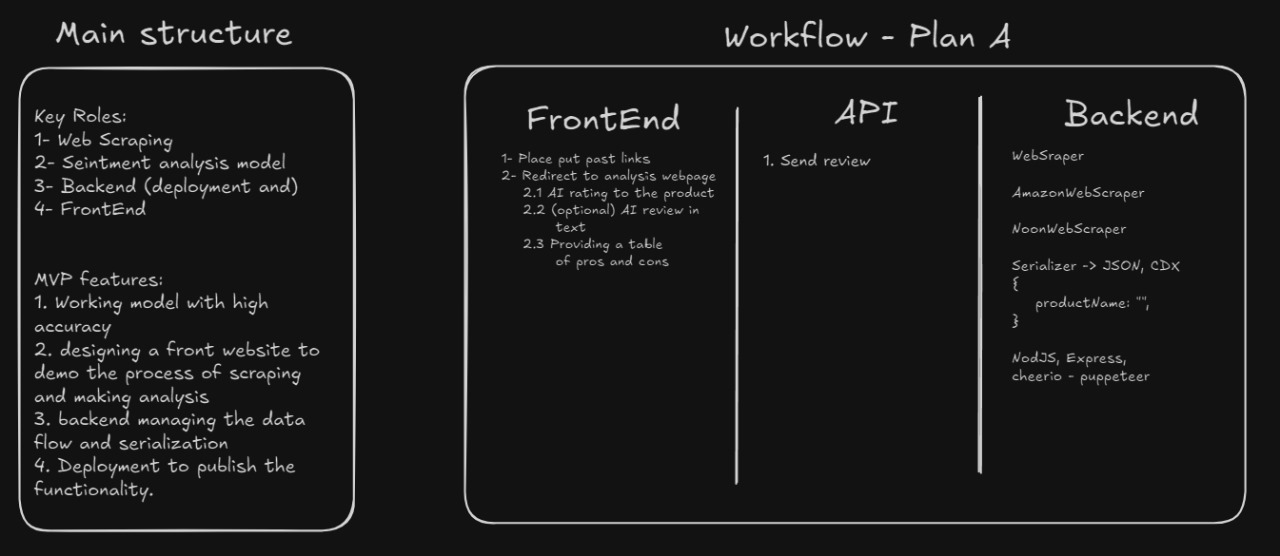 Main structure
Key Roles:
1- Web Scraping
2- Seintment analysis model
3- Backend (deployment and)
4- FrontEnd
MVP features:
1. Working model with high
accuracy
2. designing a front website to
demo the process of scraping
and making analysis
3. backend managing the data
flow and serialization
4. Deployment to publish the
functionality.
Workflow - Plan A
FrontEnd
1- Place put past links
2- Redirect to analysis webpage
2.1 AI rating to the product
2.2 (optional) AI review in
text
2.3 Providing a table
of pros and cons
API
1. Send review
Backend
WebSraper
AmazonWebScraper
NoonWebScraper
Serializer -> JSON, CDX
{
productName: "",
}
NodJS, Express,
cheerio - puppeteer